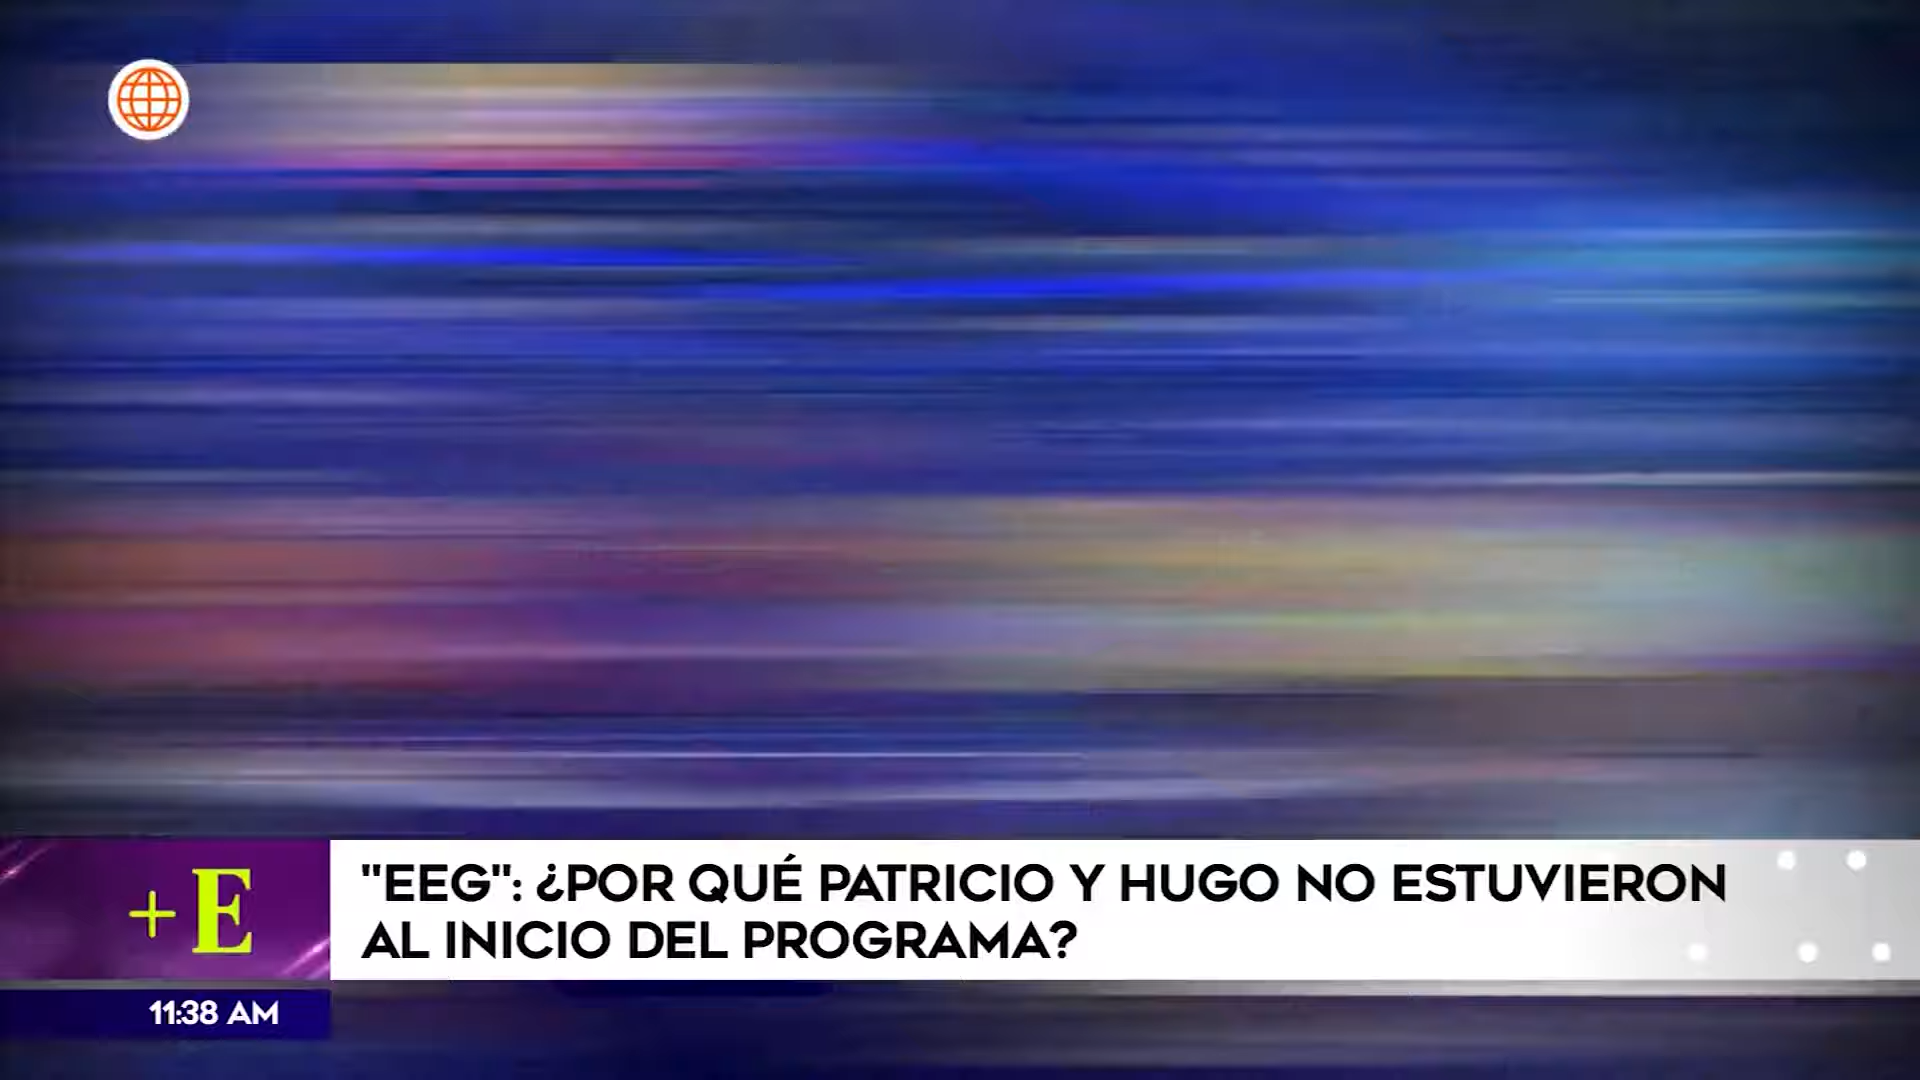 "EEG": ¿POR QUÉ PATRICIO Y HUGO NO ESTUVIERON
AL INICIO DEL PROGRAMA?
+E
11:38 AM